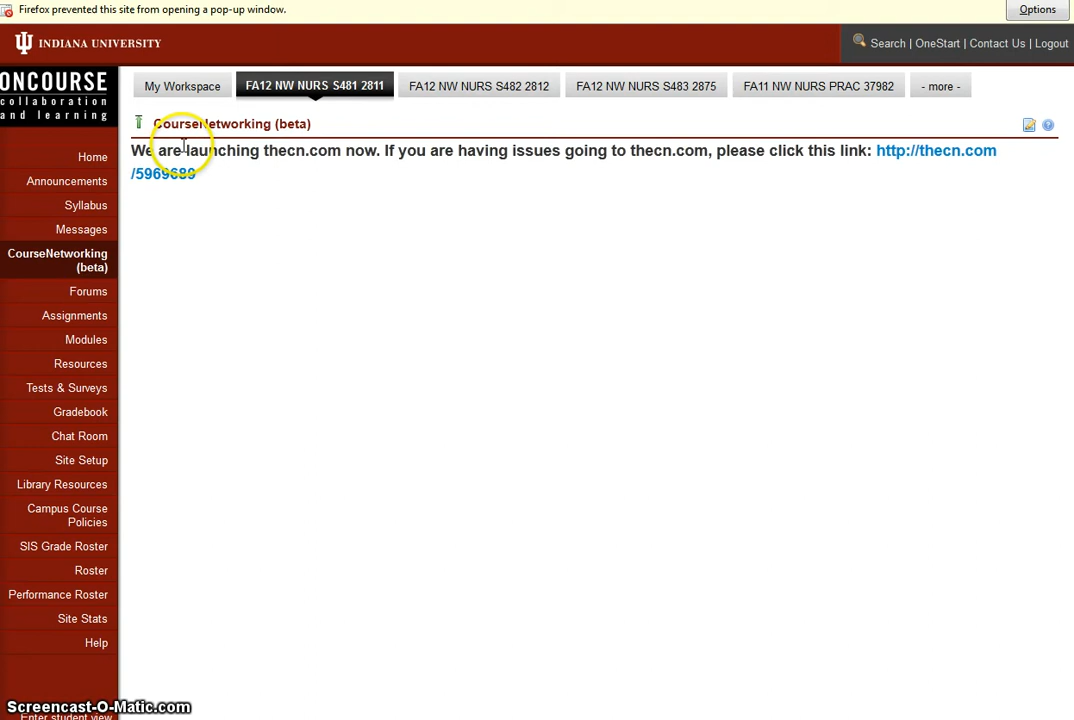 Firefox prevented this site from opening a pop-up window.
Options
INDIANA UNIVERSITY
Search | OneStart | Contact Us | Logout
ONCOURSE
collaboration
and learning
My Workspace
FA12 NW NURS S481 2811
FA12 NW NURS S482 2812
FA12 NW NURS S483 2875
FA11 NW NURS PRAC 37982
- more -
CourseNetworking (beta)
We are launching thecn.com now. If you are having issues going to thecn.com, please click this link: http://thecn.com
/5969689
Home
Announcements
Syllabus
Messages
CourseNetworking
(beta)
Forums
Assignments
Modules
Resources
Tests & Surveys
Gradebook
Chat Room
Site Setup
Library Resources
Campus Course
Policies
SIS Grade Roster
Roster
Performance Roster
Site Stats
Help
Screencast-O-Matic.com
Enter student view